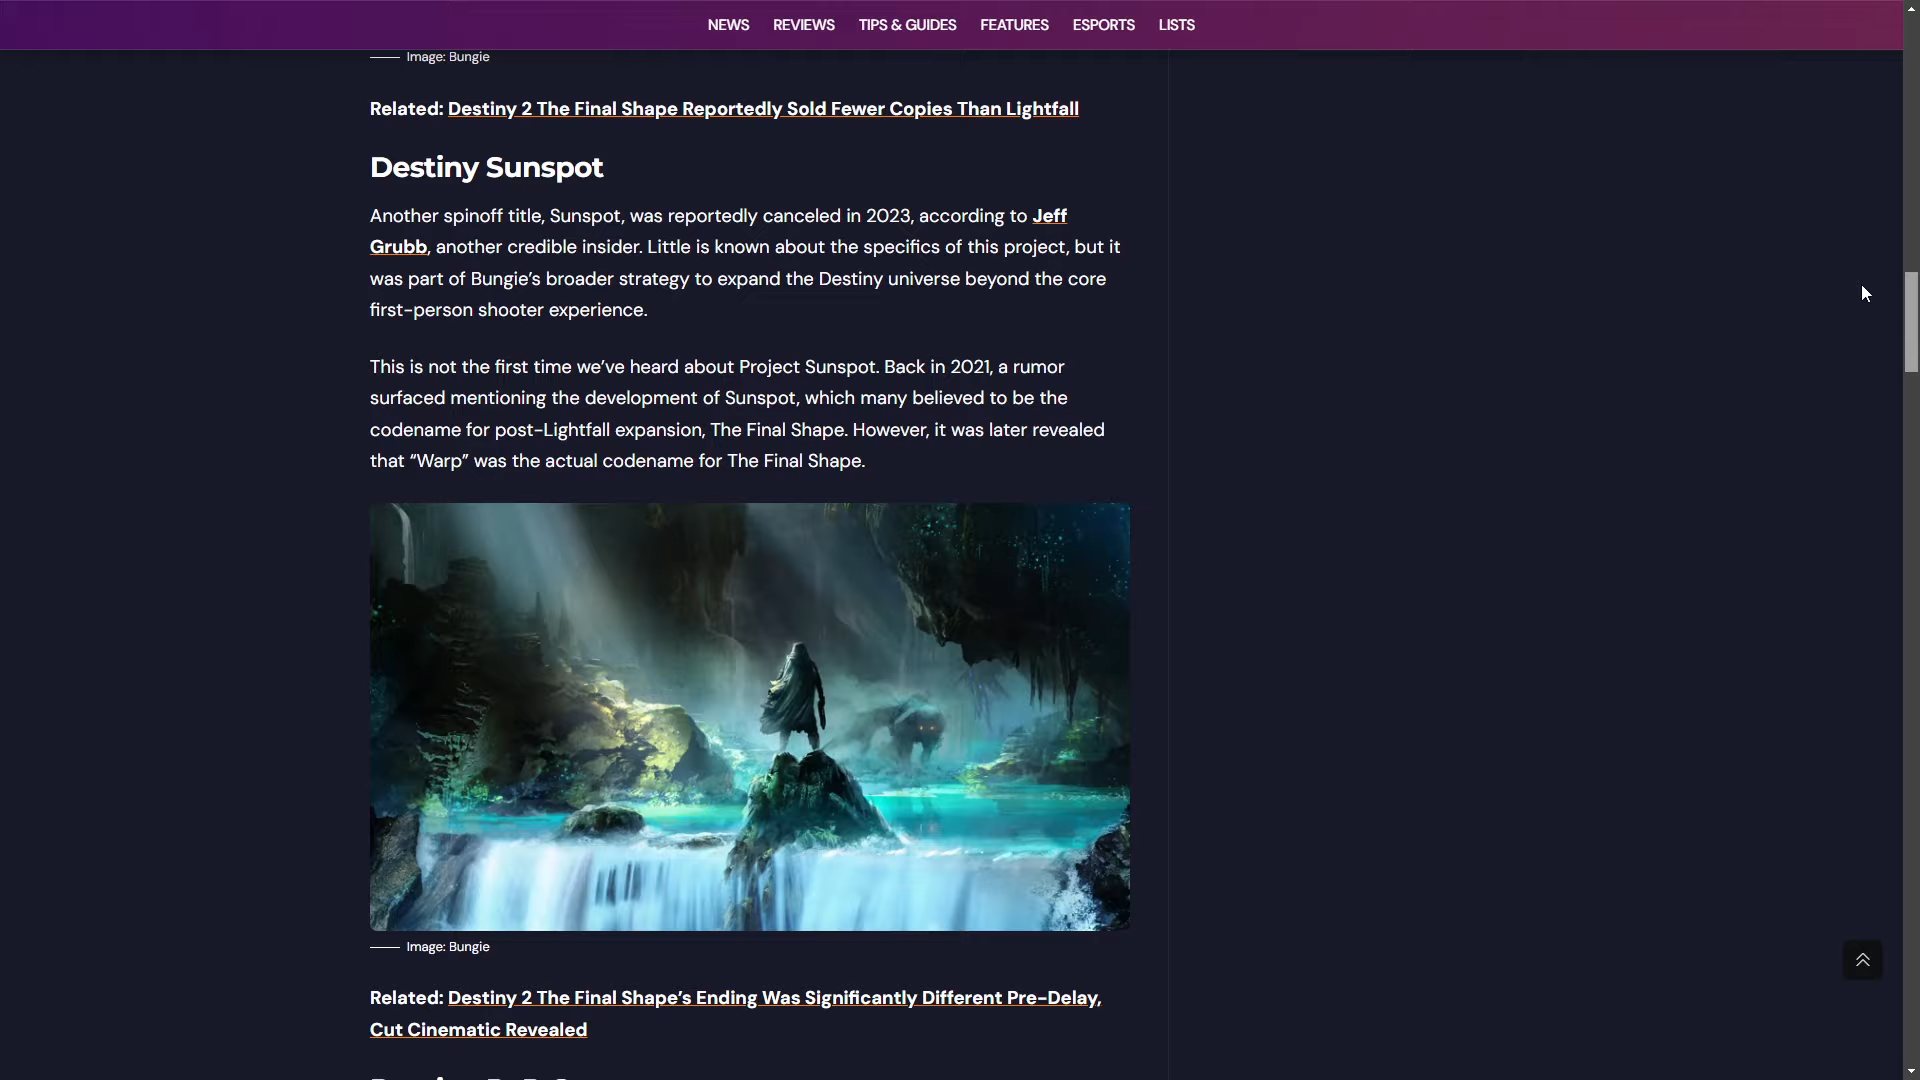 NEWS REVIEWS TIPS & GUIDES FEATURES ESPORTS LISTS
Image: Bungie
Related: Destiny 2 The Final Shape Reportedly Sold Fewer Copies Than Lightfall
Destiny Sunspot
Another spinoff title, Sunspot, was reportedly canceled in 2023, according to Jeff
Grubb, another credible insider. Little is known about the specifics of this project, but it
was part of Bungie’s broader strategy to expand the Destiny universe beyond the core
first-person shooter experience.
This is not the first time we’ve heard about Project Sunspot. Back in 2021, a rumor
surfaced mentioning the development of Sunspot, which many believed to be the
codename for post-Lightfall expansion, The Final Shape. However, it was later revealed
that “Warp” was the actual codename for The Final Shape.
Image: Bungie
Related: Destiny 2 The Final Shape’s Ending Was Significantly Different Pre-Delay,
Cut Cinematic Revealed